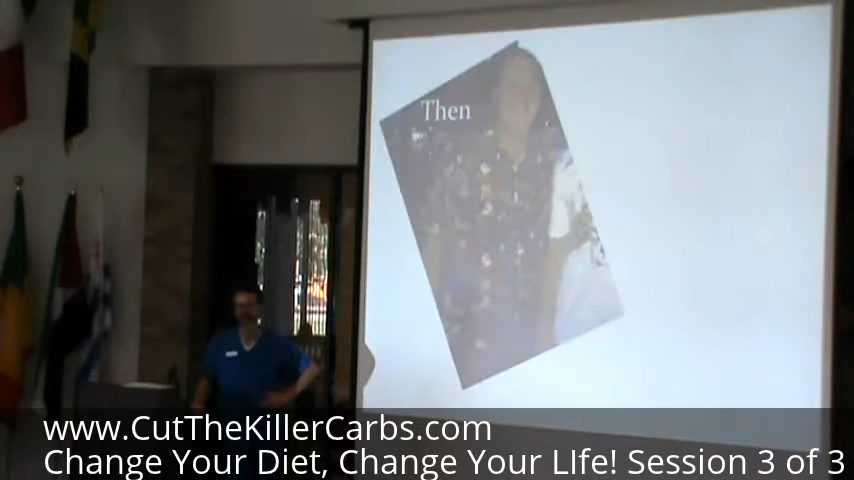 Then
www.CutTheKillerCarbs.com
Change Your Diet, Change Your LIfe! Session 3 of 3